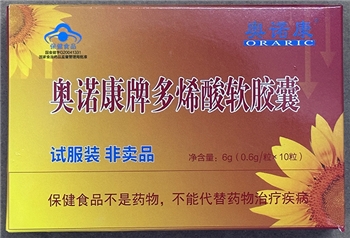 奥诺康
ORARIC
保健食品
奥诺康牌多烯酸软胶囊
试服装 非卖品
净含量：6g（0.6g/粒×10粒）
保健食品不是药物，不能代替药物治疗疾病